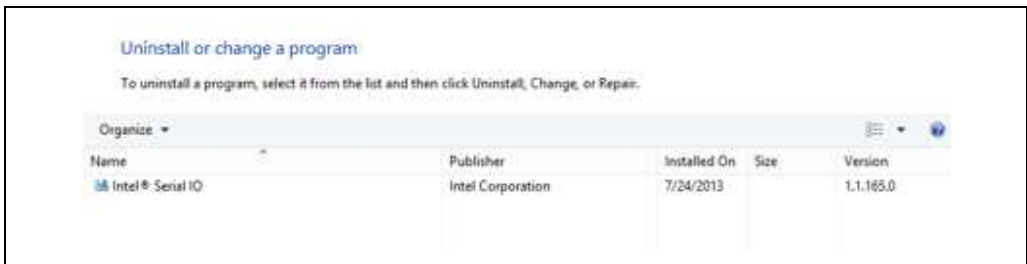 Uninstall or change a program
To uninstall a program, select it from the list and then click Uninstall, Change, or Repair.
Organize
Name Publisher Installed On Size Version
Intel® Serial IO Intel Corporation 7/24/2013 1.1.165.0